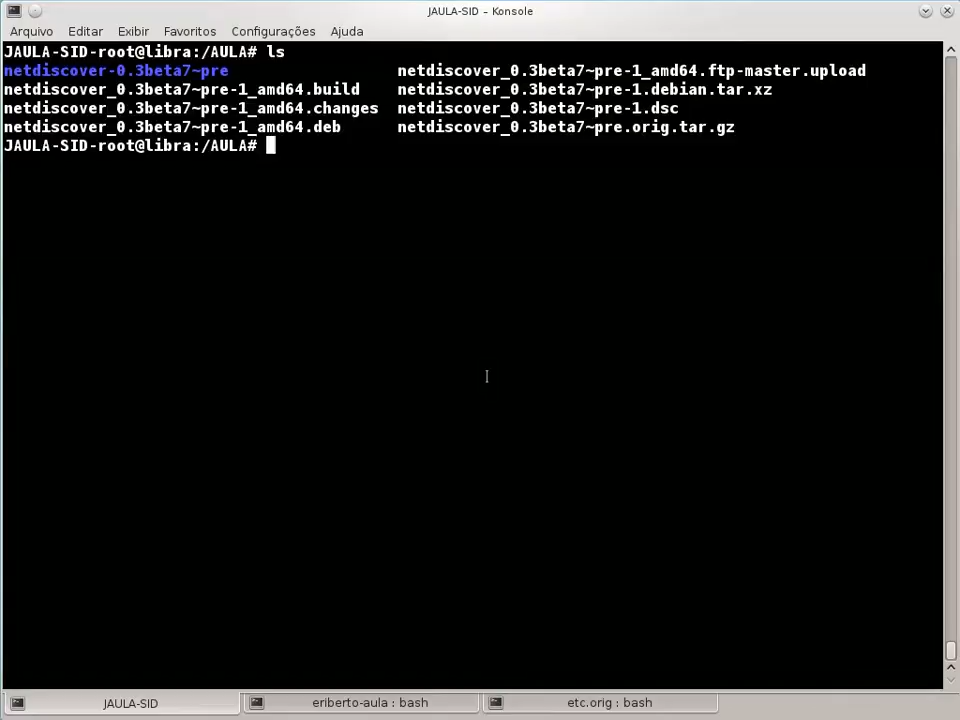 JAULA-SID – Konsole
Arquivo Editar Exibir Favoritos Configurações Ajuda
JAULA-SID-root@libra:/AULA# ls
netdiscover-0.3beta7~pre netdiscover_0.3beta7~pre-1_amd64.ftp-master.upload
netdiscover_0.3beta7~pre-1_amd64.build netdiscover_0.3beta7~pre-1.debian.tar.xz
netdiscover_0.3beta7~pre-1_amd64.changes netdiscover_0.3beta7~pre-1.dsc
netdiscover_0.3beta7~pre-1_amd64.deb netdiscover_0.3beta7~pre.orig.tar.gz
JAULA-SID-root@libra:/AULA#
JAULA-SID eriberto-aula : bash etc.orig : bash